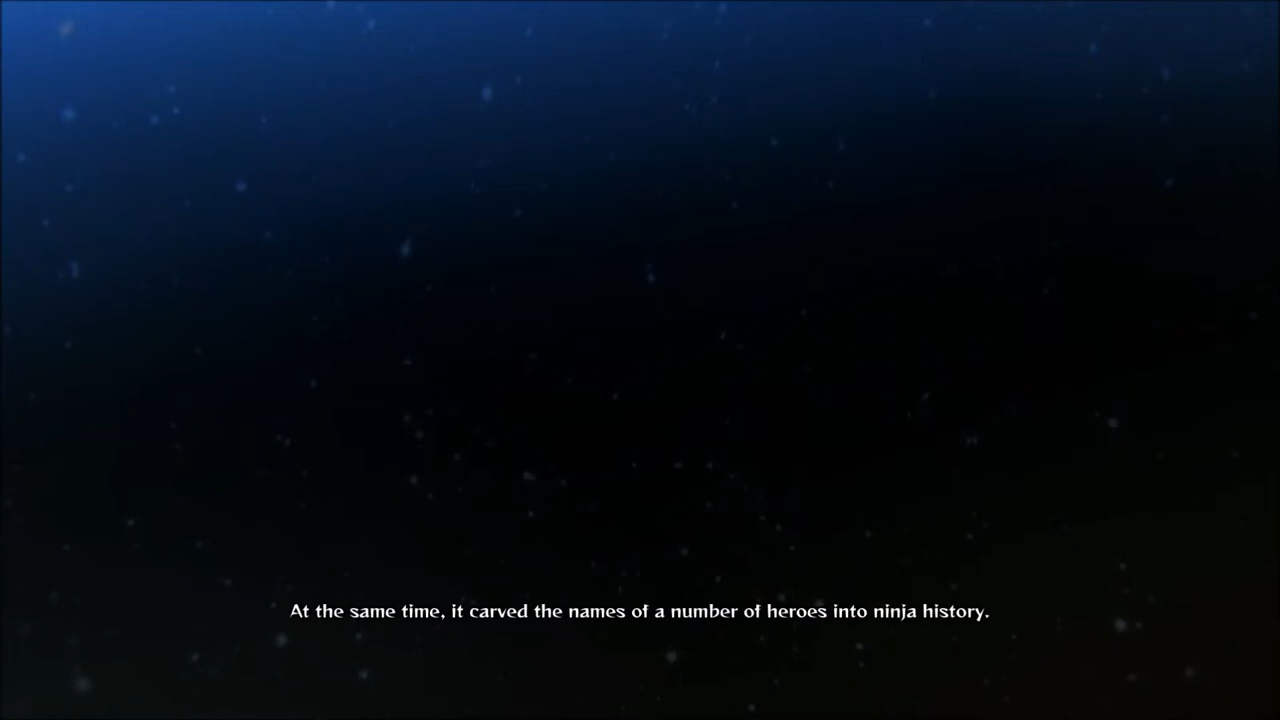 At the same time, it carved the names of a number of heroes into ninja history.